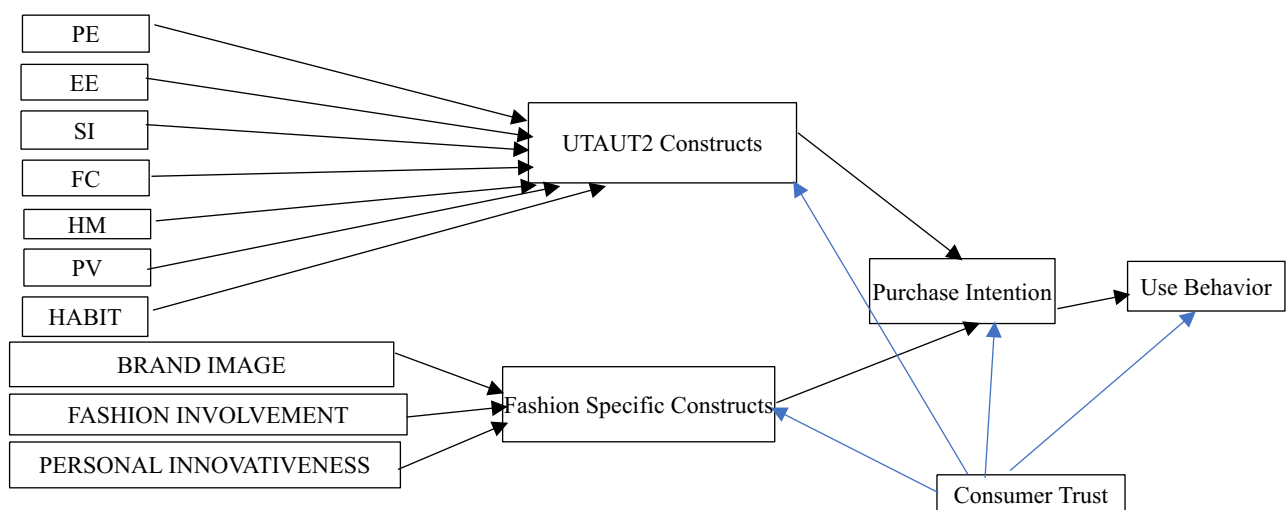 PE
EE
SI
FC
HM
PV
HABIT
BRAND IMAGE
FASHION INVOLVEMENT
PERSONAL INNOVATIVENESS
UTAUT2 Constructs
Fashion Specific Constructs
Purchase Intention
Use Behavior
Consumer Trust